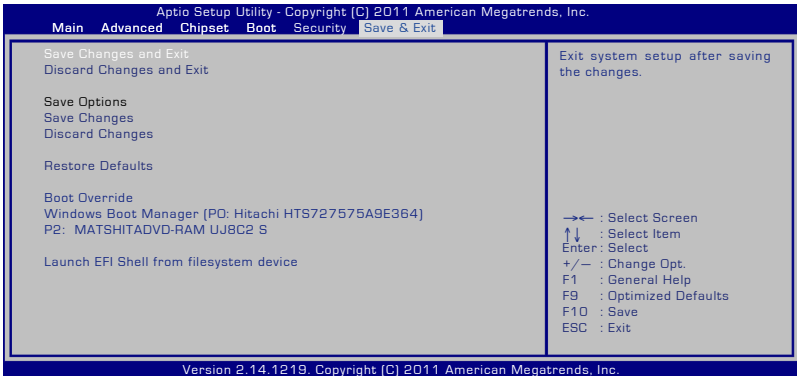 Aptio Setup Utility - Copyright (C) 2011 American Megatrends, Inc.
Main Advanced Chipset Boot Security Save & Exit
Save Changes and Exit
Discard Changes and Exit
Save Options
Save Changes
Discard Changes
Restore Defaults
Boot Override
Windows Boot Manager (P0: Hitachi HTS727575A9E364)
P2: MATSHITADVD-RAM UJ8C2 S
Launch EFI Shell from filesystem device
Exit system setup after saving
the changes.
→← : Select Screen
↑↓ : Select Item
Enter : Select
+/— : Change Opt.
F1 : General Help
F9 : Optimized Defaults
F10 : Save
ESC : Exit
Version 2.14.1219. Copyright (C) 2011 American Megatrends, Inc.